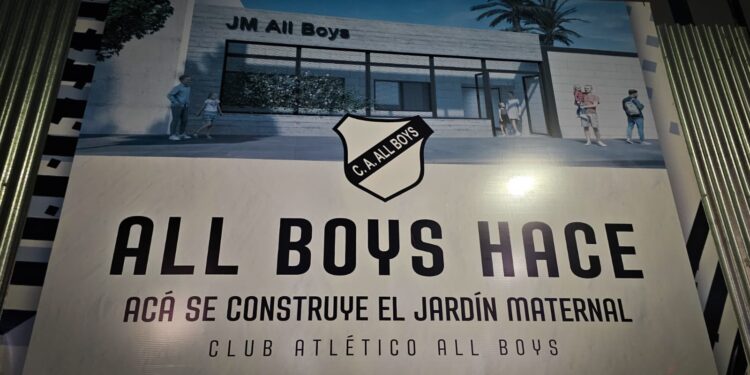 JM All Boys
C. A. ALL BOYS
ALL BOYS HACE
ACÁ SE CONSTRUYE EL JARDÍN MATERNAL
CLUB ATLÉTICO ALL BOYS